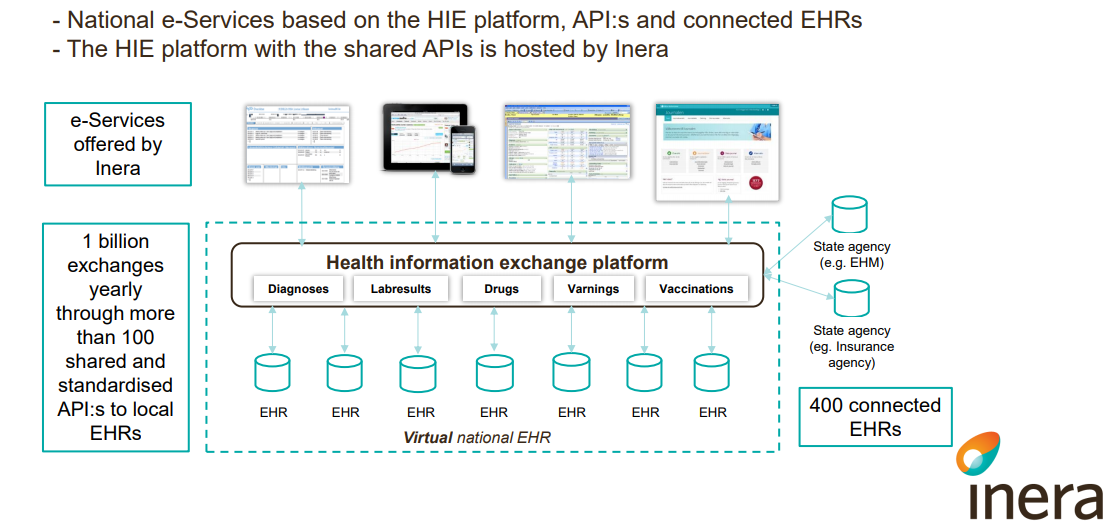 - National e-Services based on the HIE platform, API:s and connected EHRs
- The HIE platform with the shared APIs is hosted by Inera
e-Services
offered by
Inera
1 billion
exchanges
yearly
through more
than 100
shared and
standardised
API:s to local
EHRs
Health information exchange platform
Diagnoses
Labresults
Drugs
Varnings
Vaccinations
EHR
EHR
EHR
EHR
EHR
EHR
EHR
Virtual national EHR
State agency
(e.g. EHM)
State agency
(eg. Insurance
agency)
400 connected
EHRs
inera